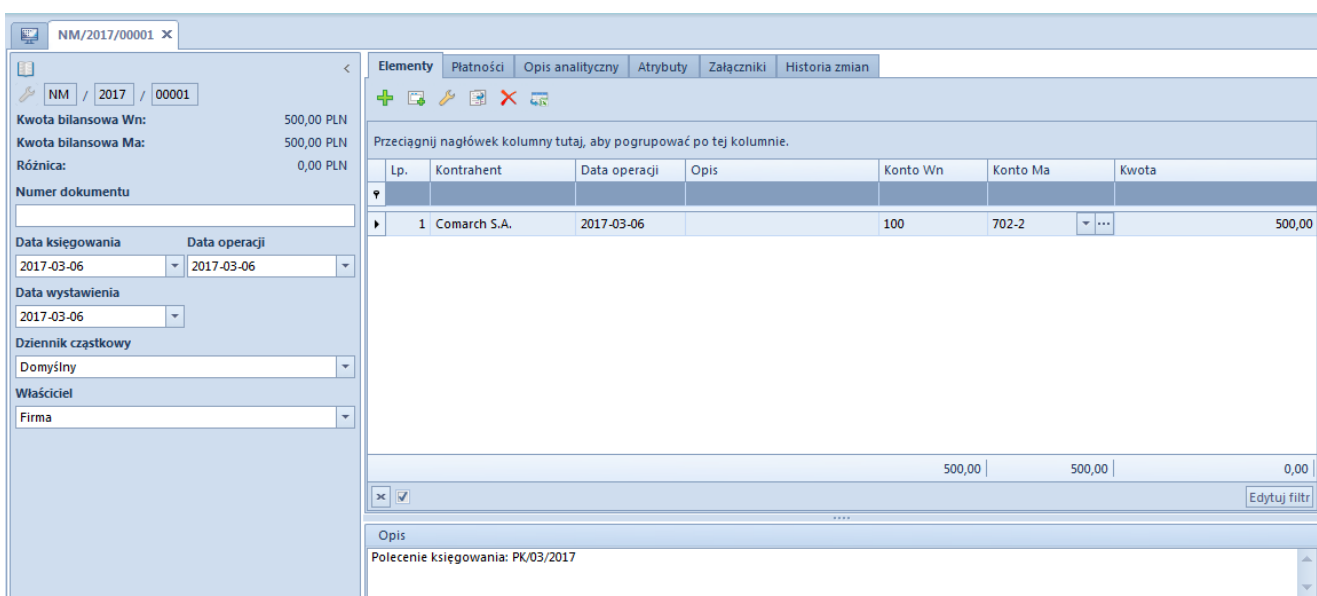 NM/2017/00001
NM / 2017 / 00001
Kwota bilansowa Wn: 500,00 PLN
Kwota bilansowa Ma: 500,00 PLN
Różnica: 0,00 PLN
Numer dokumentu
Data księgowania Data operacji
2017-03-06 2017-03-06
Data wystawienia
2017-03-06
Dziennik cząstkowy
Domyślny
Właściciel
Firma
Elementy Płatności Opis analityczny Atrybuty Załączniki Historia zmian
Przeciągnij nagłówek kolumny tutaj, aby pogrupować po tej kolumnie.
Lp. Kontrahent Data operacji Opis Konto Wn Konto Ma Kwota
1 Comarch S.A. 2017-03-06 100 702-2 500,00
500,00 500,00 0,00
Edytuj filtr
Opis
Polecenie księgowania: PK/03/2017